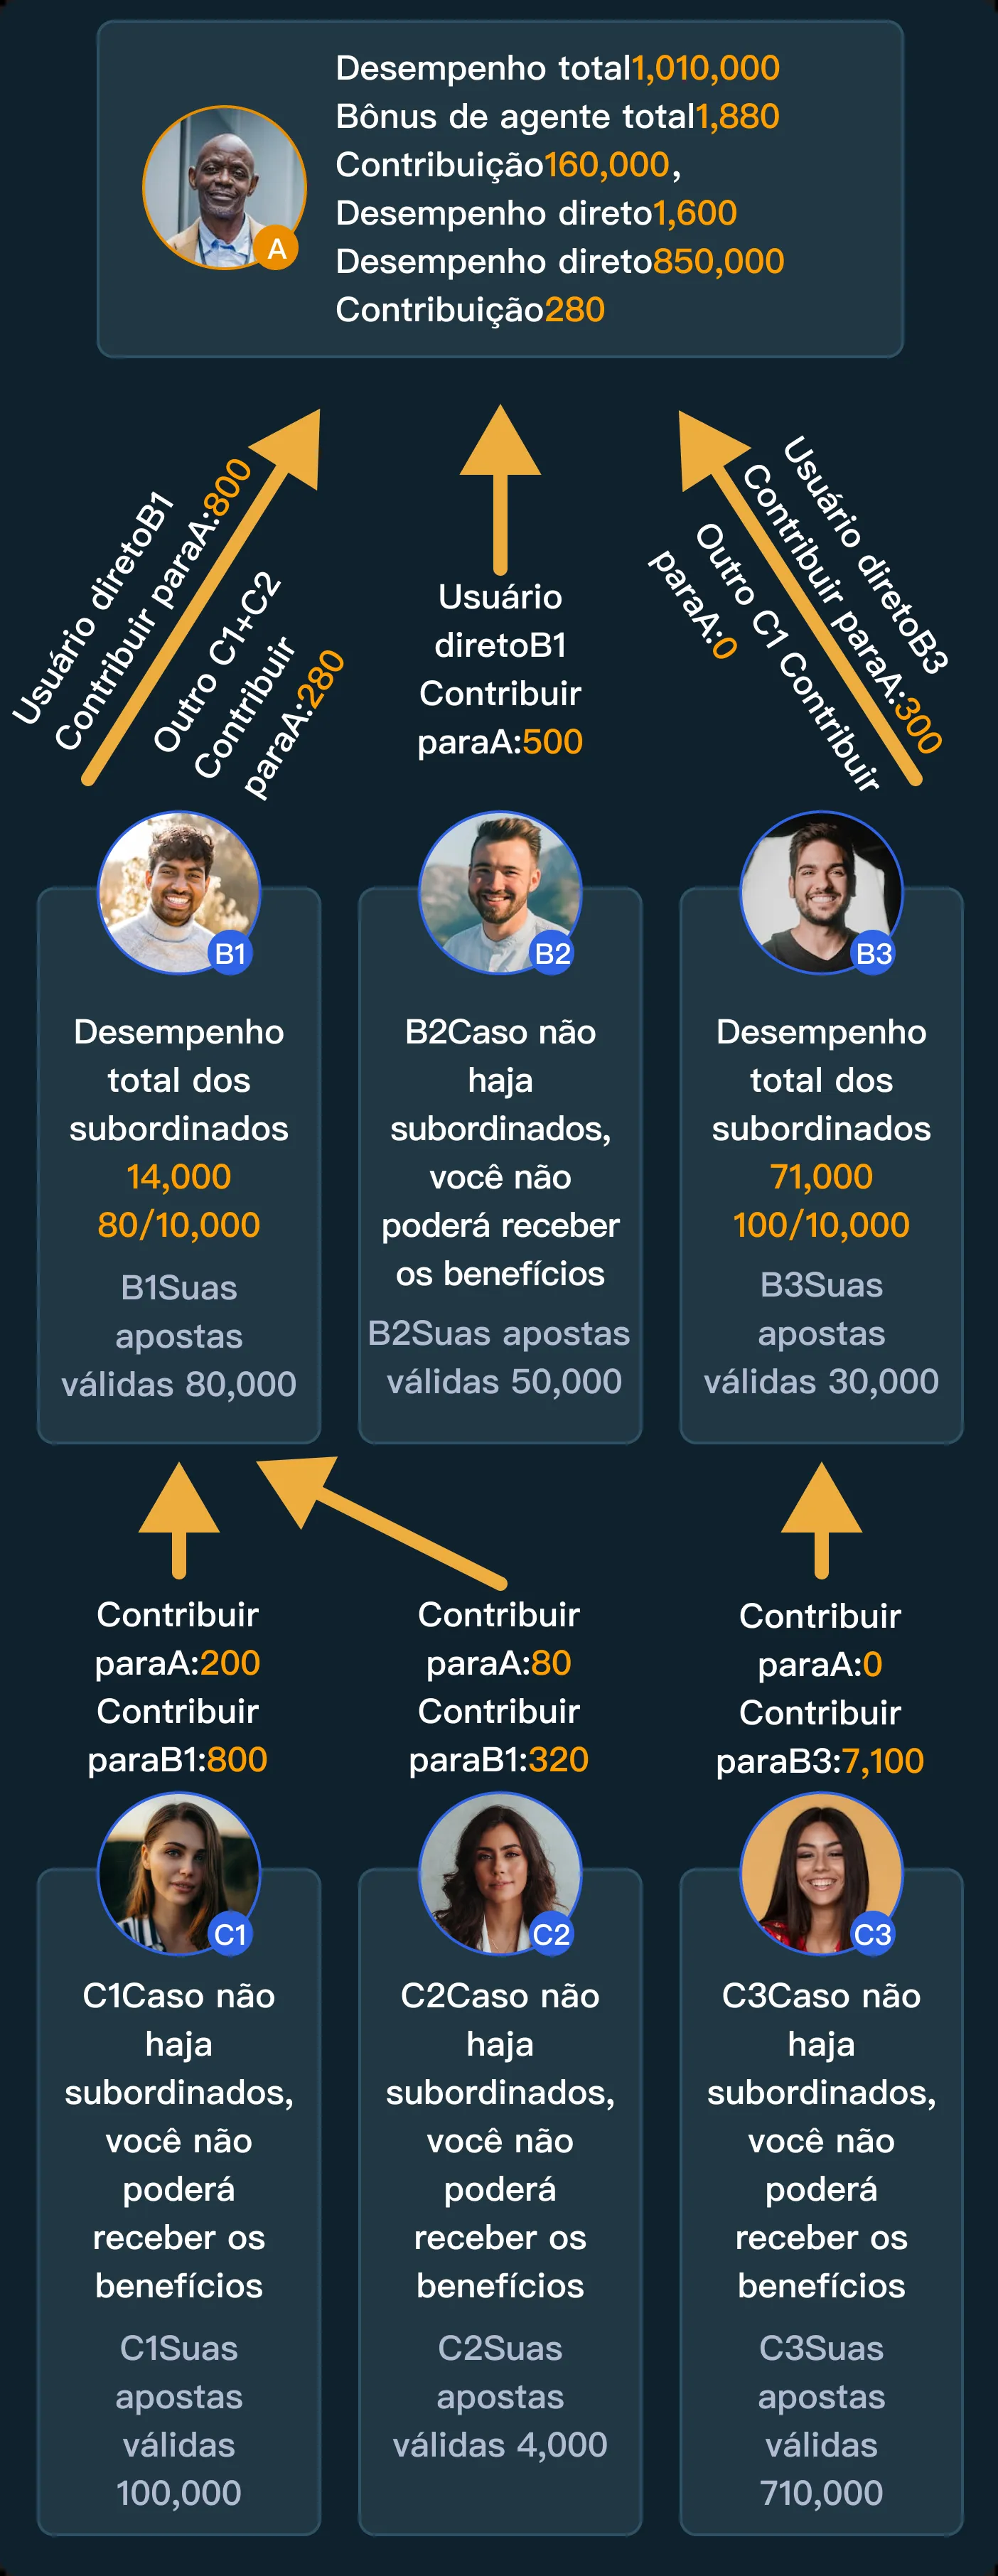 Desempenho total1,010,000
Bônus de agente total1,880
Contribuição160,000,
Desempenho direto1,600
Desempenho direto850,000
Contribuição280
A
Usuário diretoB1
Contribuir paraA:800
Outro C1+C2
Contribuir
paraA:280
Usuário
diretoB1
Contribuir
paraA:500
Usuário diretoB3
Contribuir paraA:300
Outro C1 Contribuir
paraA:0
B1
Desempenho
total dos
subordinados
14,000
80/10,000
B1Suas
apostas
válidas 80,000
B2
B2Caso não
haja
subordinados,
você não
poderá receber
os benefícios
B2Suas apostas
válidas 50,000
B3
Desempenho
total dos
subordinados
71,000
100/10,000
B3Suas
apostas
válidas 30,000
Contribuir
paraA:200
Contribuir
paraB1:800
Contribuir
paraA:80
Contribuir
paraB1:320
Contribuir
paraA:0
Contribuir
paraB3:7,100
C1
C1Caso não
haja
subordinados,
você não
poderá
receber os
benefícios
C1Suas
apostas
válidas
100,000
C2
C2Caso não
haja
subordinados,
você não
poderá
receber os
benefícios
C2Suas
apostas
válidas 4,000
C3
C3Caso não
haja
subordinados,
você não
poderá
receber os
benefícios
C3Suas
apostas
válidas
710,000